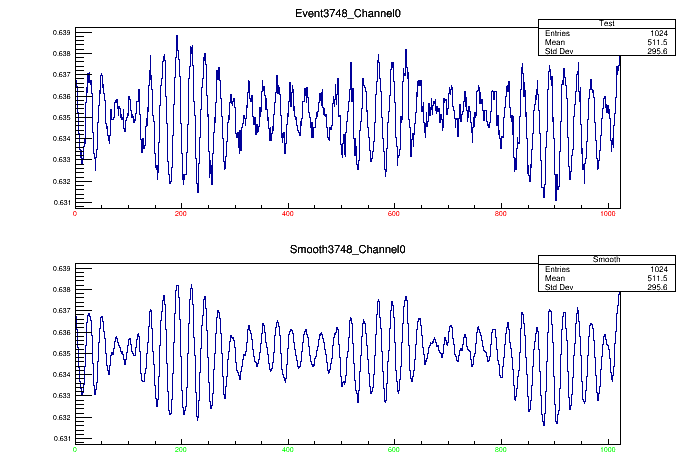 Event3748_Channel0
Test
Entries 1024
Mean 511.5
Std Dev 295.6
0.639
0.638
0.637
0.636
0.635
0.634
0.633
0.632
0.631
0 200 400 600 800 1000
Smooth3748_Channel0
Smooth
Entries 1024
Mean 511.5
Std Dev 295.6
0.639
0.638
0.637
0.636
0.635
0.634
0.633
0.632
0.631
0 200 400 600 800 1000